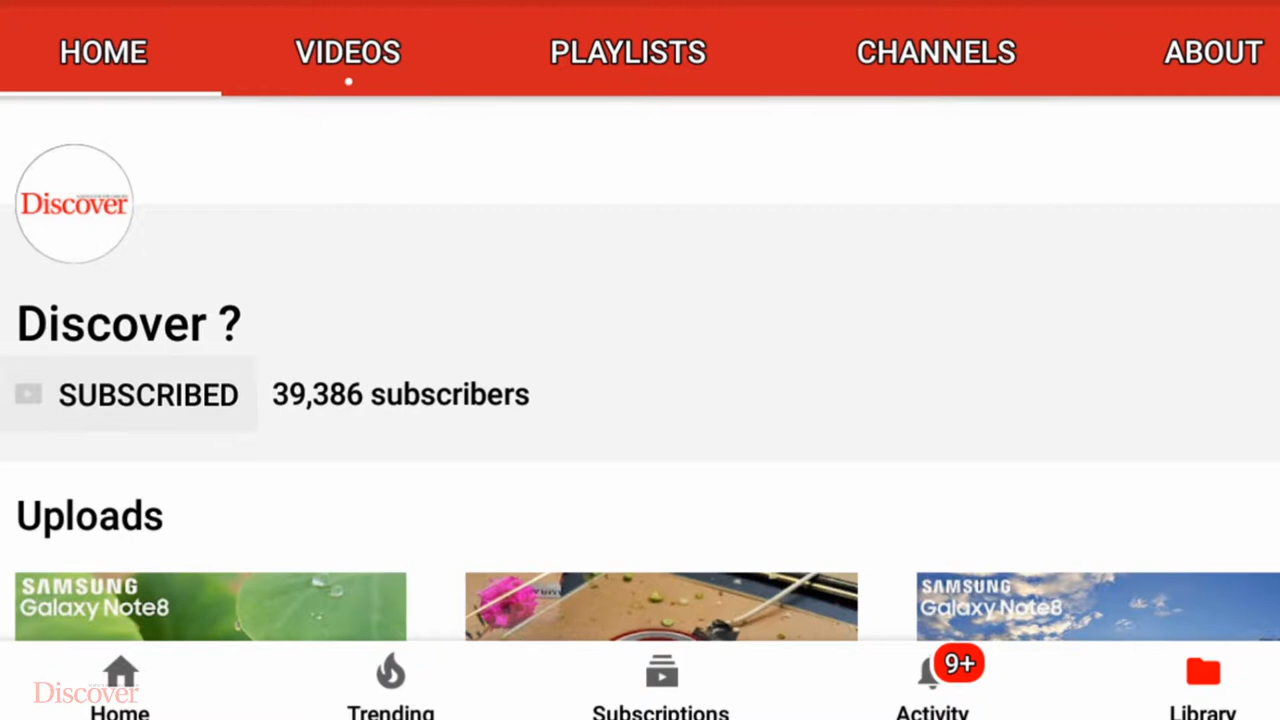 HOME VIDEOS PLAYLISTS CHANNELS ABOUT
Discover
Discover ?
SUBSCRIBED 39,386 subscribers
Uploads
SAMSUNG
Galaxy Note8
SAMSUNG
Galaxy Note8
9+
Discover
Home Trending Subscriptions Activity Library